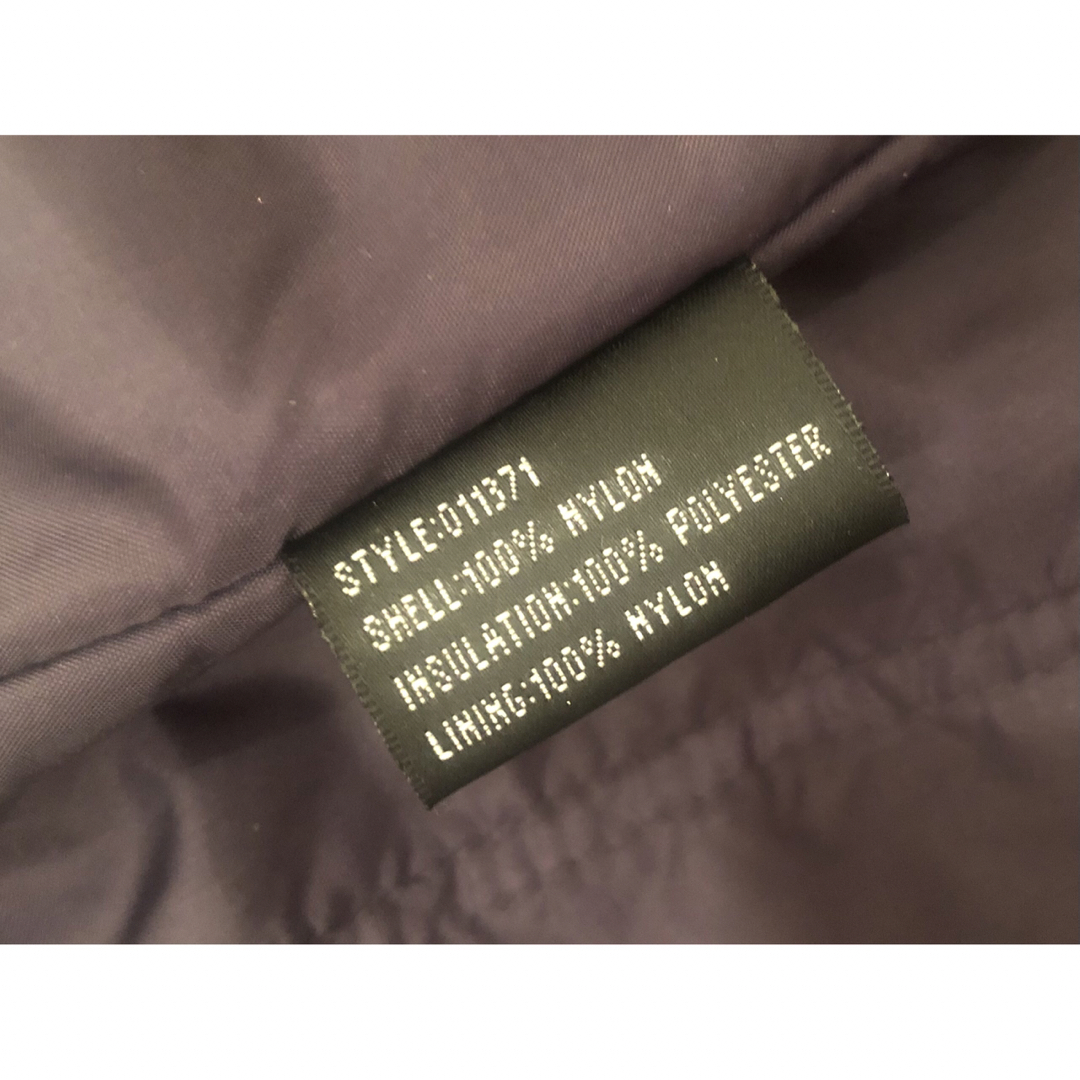 STYLE:011371
SHELL:100% NYLON
INSULATION:100% POLYESTER
LINING:100% NYLON